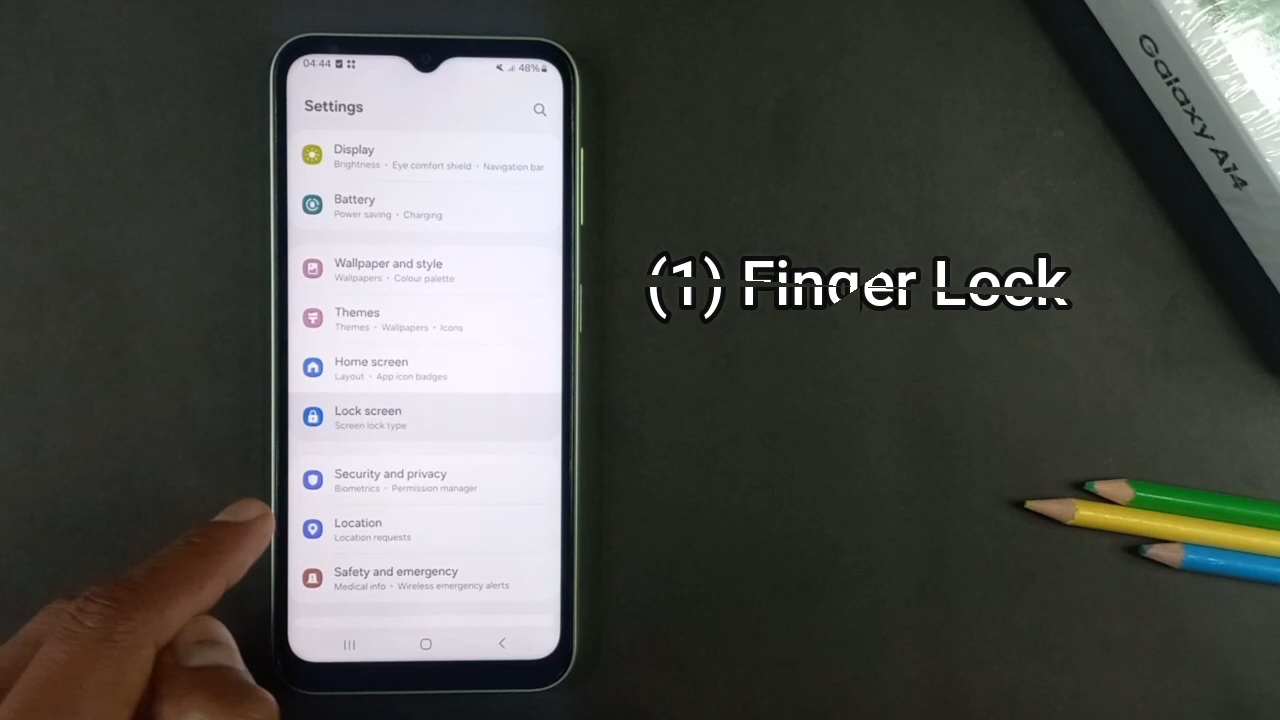 04:44
48%
Settings
Display
Brightness • Eye comfort shield • Navigation bar
Battery
Power saving • Charging
Wallpaper and style
Wallpapers • Colour palette
Themes
Themes • Wallpapers • Icons
Home screen
Layout • App icon badges
Lock screen
Screen lock type
Security and privacy
Biometrics • Permission manager
Location
Location requests
Safety and emergency
Medical info • Wireless emergency alerts
(1) Finger Lock
Galaxy A14